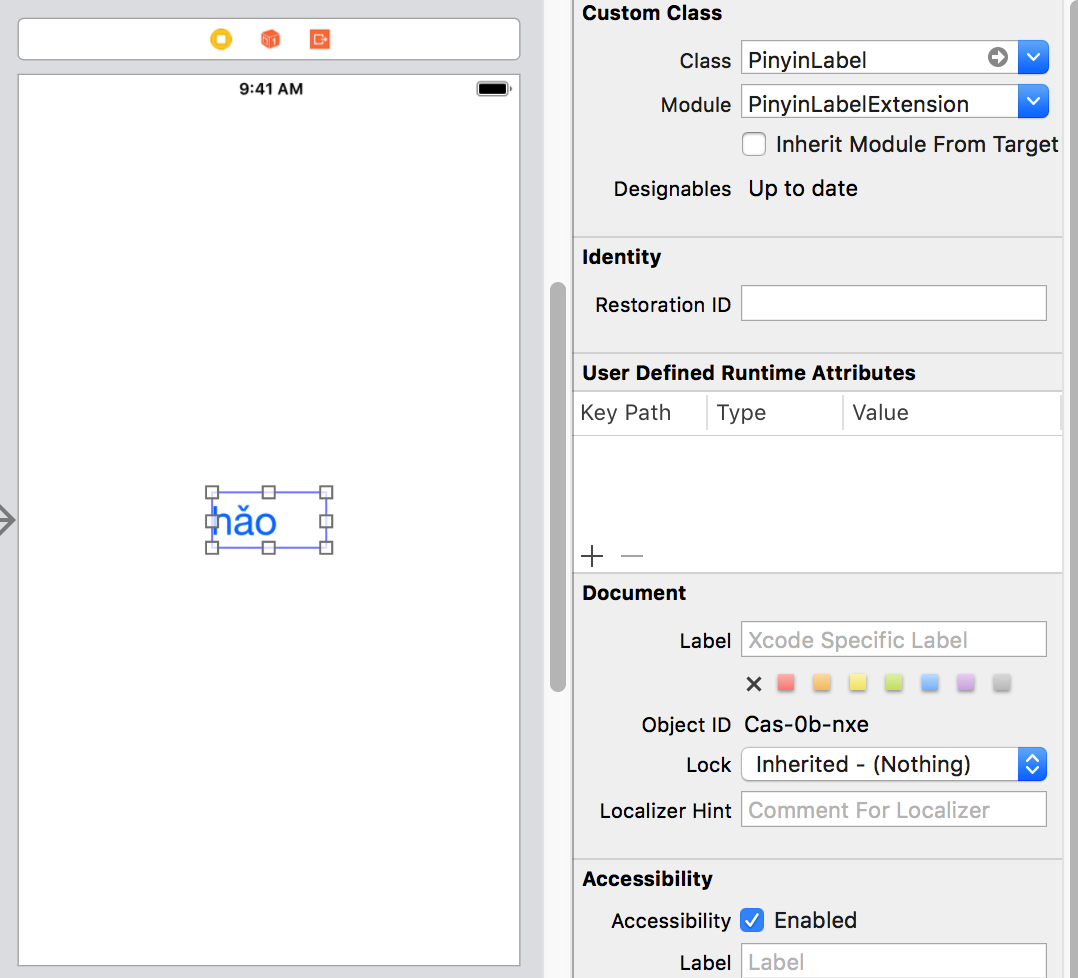 9:41 AM
hǎo
Custom Class
Class PinyinLabel
Module PinyinLabelExtension
Inherit Module From Target
Designables Up to date
Identity
Restoration ID
User Defined Runtime Attributes
Key Path Type Value
Document
Label Xcode Specific Label
Object ID Cas-0b-nxe
Lock Inherited - (Nothing)
Localizer Hint Comment For Localizer
Accessibility
Accessibility Enabled
Label Label